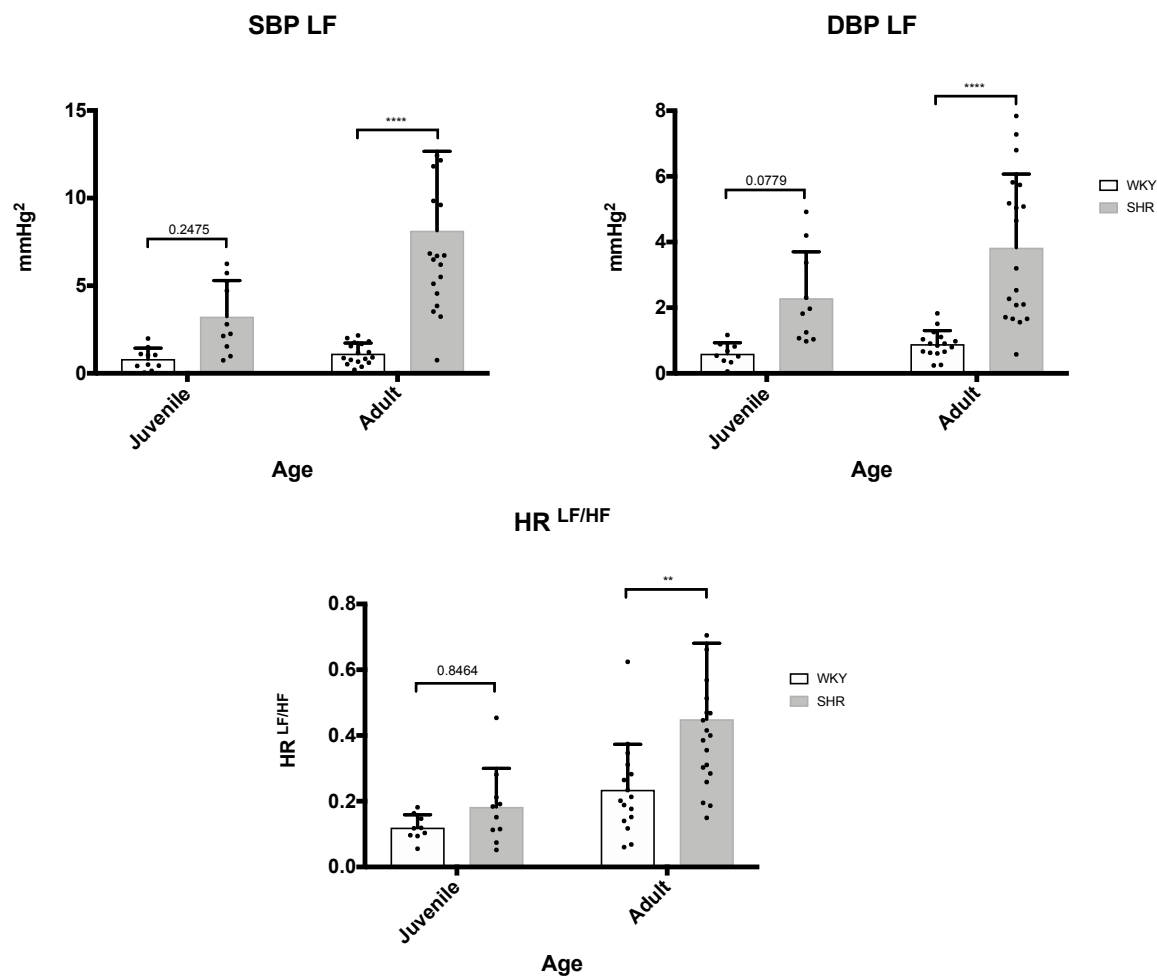 SBP LF
15
10
5
0
mmHg²
0.2475
****
Juvenile
Adult
Age
DBP LF
8
6
4
2
0
mmHg²
0.0779
****
Juvenile
Adult
Age
WKY
SHR
HR LF/HF
0.8
0.6
0.4
0.2
0.0
HR LF/HF
0.8464
**
Juvenile
Adult
Age
WKY
SHR